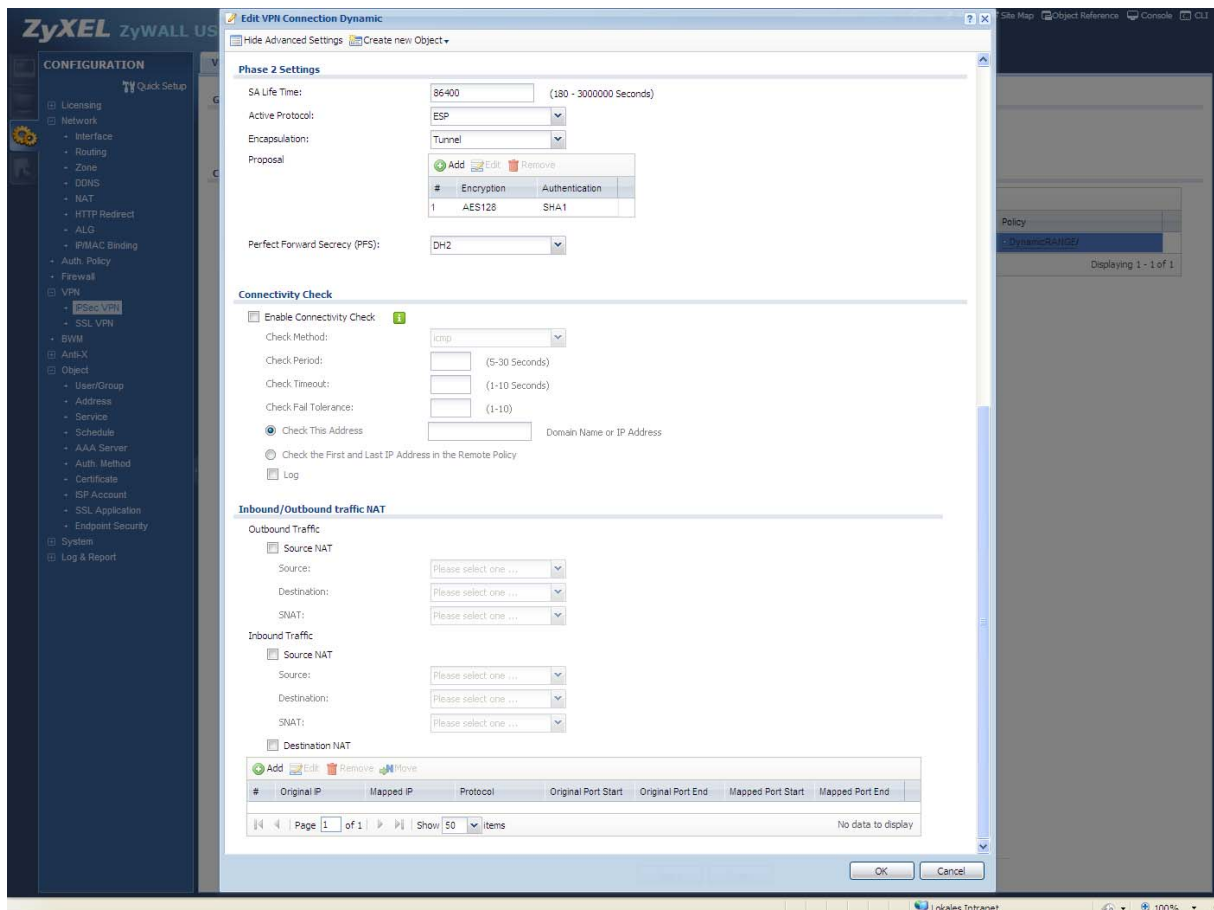 ZyXEL ZyWALL US
Site Map Object Reference Console CLI
CONFIGURATION
Quick Setup
Licensing
Network
Interface
Routing
Zone
DDNS
NAT
HTTP Redirect
ALG
IP/MAC Binding
Auth. Policy
Firewall
VPN
IPSec VPN
SSL VPN
BWM
Anti-X
Object
User/Group
Address
Service
Schedule
AAA Server
Auth. Method
Certificate
ISP Account
SSL Application
Endpoint Security
System
Log & Report
V
G
C
Edit VPN Connection Dynamic
Hide Advanced Settings Create new Object
Phase 2 Settings
SA Life Time: 86400 (180 - 3000000 Seconds)
Active Protocol: ESP
Encapsulation: Tunnel
Proposal Add Edit Remove
# Encryption Authentication
1 AES128 SHA1
Perfect Forward Secrecy (PFS): DH2
Connectivity Check
Enable Connectivity Check
Check Method: icmp
Check Period: (5-30 Seconds)
Check Timeout: (1-10 Seconds)
Check Fail Tolerance: (1-10)
Check This Address Domain Name or IP Address
Check the First and Last IP Address in the Remote Policy
Log
Inbound/Outbound traffic NAT
Outbound Traffic
Source NAT
Source: Please select one ...
Destination: Please select one ...
SNAT: Please select one ...
Inbound Traffic
Source NAT
Source: Please select one ...
Destination: Please select one ...
SNAT: Please select one ...
Destination NAT
Add Edit Remove Move
# Original IP Mapped IP Protocol Original Port Start Original Port End Mapped Port Start Mapped Port End
Page 1 of 1 Show 50 items No data to display
OK Cancel
Policy
DynamicRANGE/
Displaying 1 - 1 of 1
Lokales Intranet 100%